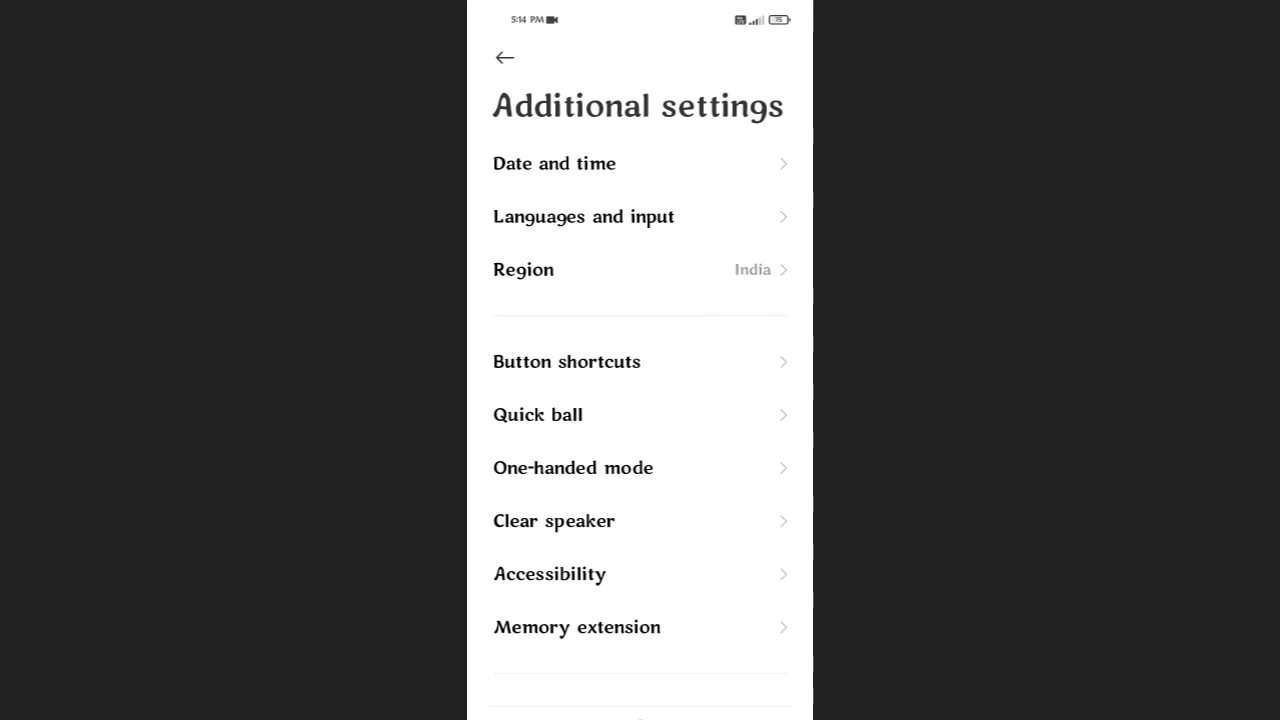 5:14 PM
75
Additional settings
Date and time
Languages and input
Region India
Button shortcuts
Quick ball
One-handed mode
Clear speaker
Accessibility
Memory extension